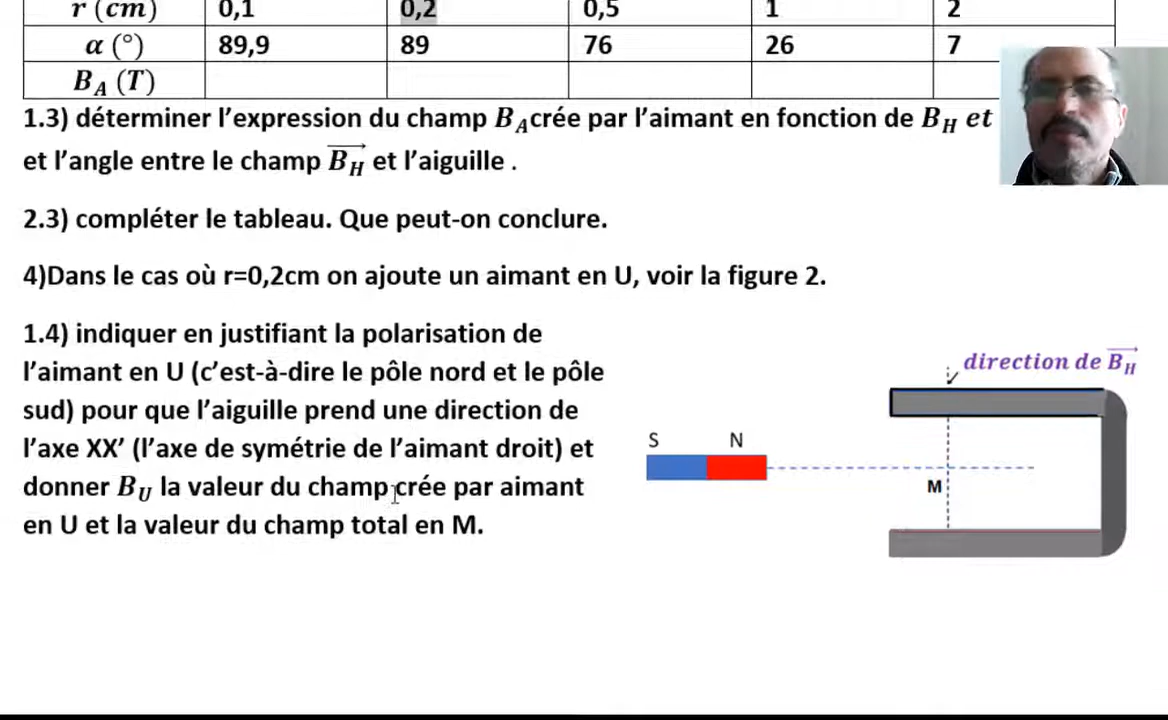 r (cm) 0,1 0,2 0,5 1 2
α (°) 89,9 89 76 26 7
B_A (T)
1.3) déterminer l'expression du champ B_A crée par l'aimant en fonction de B_H et
et l'angle entre le champ \overrightarrow{B_H} et l'aiguille .
2.3) compléter le tableau. Que peut-on conclure.
4)Dans le cas où r=0,2cm on ajoute un aimant en U, voir la figure 2.
1.4) indiquer en justifiant la polarisation de
l'aimant en U (c'est-à-dire le pôle nord et le pôle
sud) pour que l'aiguille prend une direction de
l'axe XX' (l'axe de symétrie de l'aimant droit) et
donner B_U la valeur du champ crée par aimant
en U et la valeur du champ total en M.
direction de \overrightarrow{B_H}
S N
M